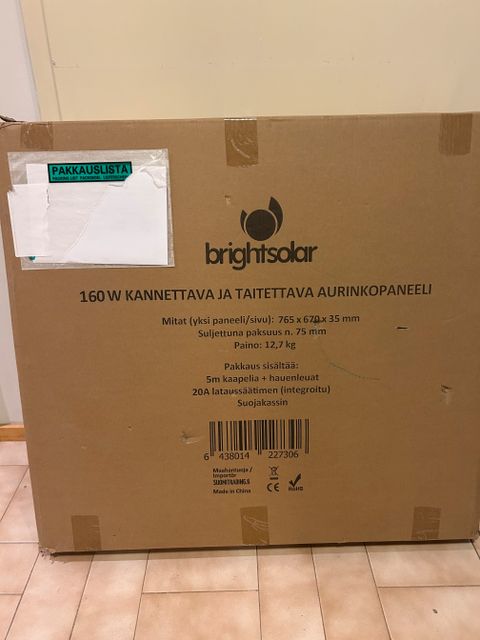 PAKKAUSLISTA
brightsolar
160 W KANNETTAVA JA TAITETTAVA AURINKOPANEELI
Mitat (yksi paneeli/sivu): 765 x 670 x 35 mm
Suljettuna paksuus n. 75 mm
Paino: 12,7 kg
Pakkaus sisältää:
5m kaapelia + hauenleuat
20A lataussäätimen (integroitu)
Suojakassin
6 438014 227306
Maahantuoja /
Importör
SUOMITRADING.fi
Made in China
CE
RoHS